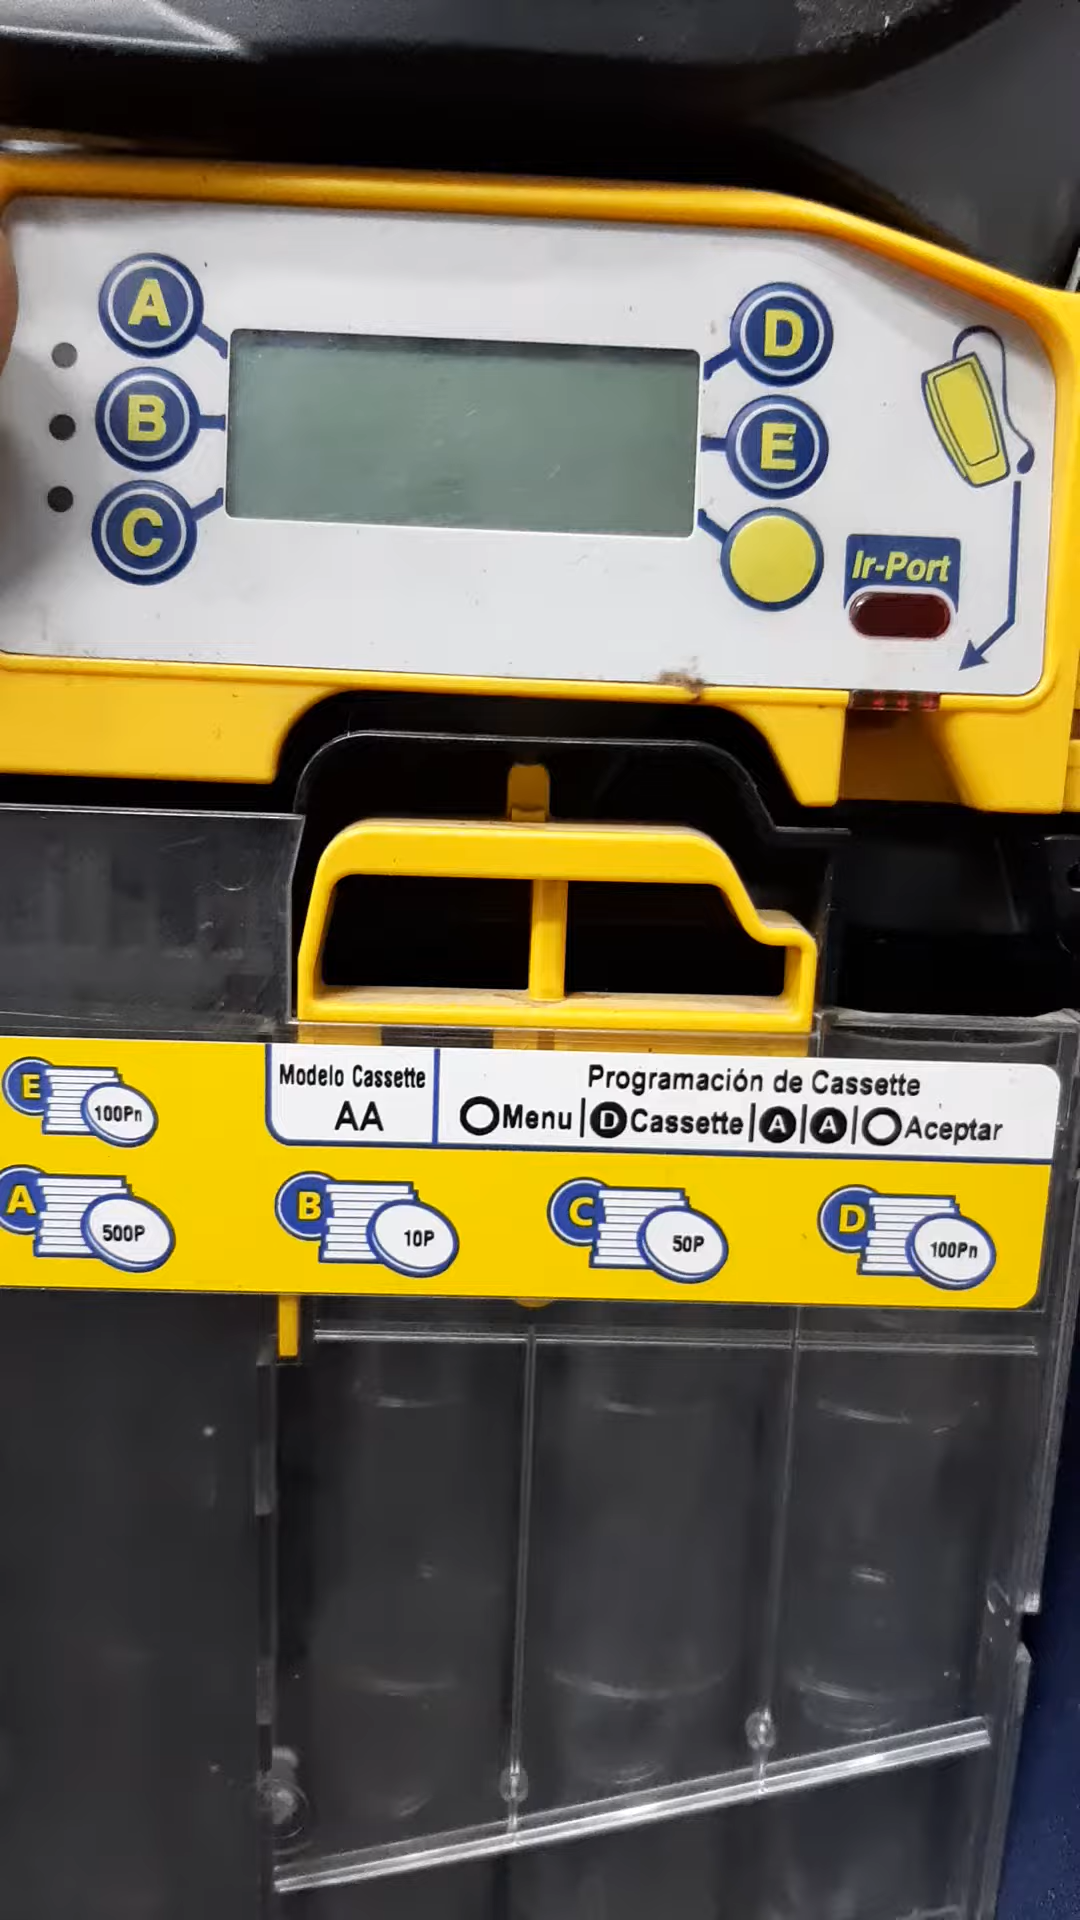 A
B
C
D
E
Ir-Port
Modelo Cassette
AA
Programación de Cassette
Menu | D Cassette | A | A | Aceptar
E 100Pn
A 500P
B 10P
C 50P
D 100Pn